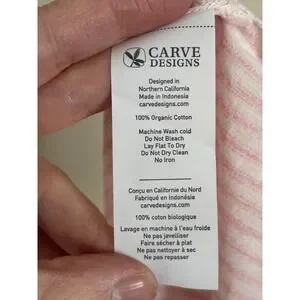 CARVE
DESIGNS
Designed in
Northern California
Made in Indonesia
carvedesigns.com
100% Organic Cotton
Machine Wash cold
Do Not Bleach
Lay Flat To Dry
Do Not Dry Clean
No Iron
Conçu en Californie du Nord
Fabriqué en Indonésie
carvedesigns.com
100% coton biologique
Lavage en machine à l'eau froide
Ne pas javelliser
Faire sécher à plat
Ne pas nettoyer à sec
Ne pas repasser